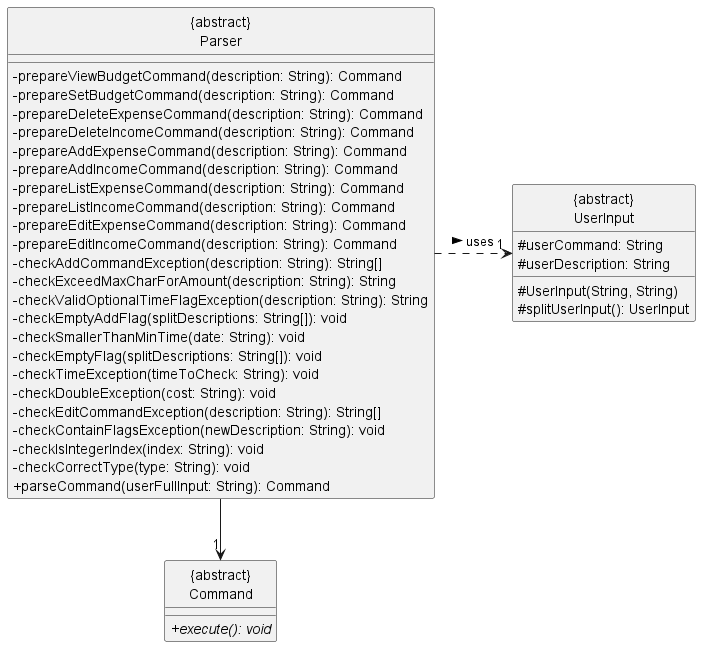 {abstract}
Parser
-prepareViewBudgetCommand(description: String): Command
-prepareSetBudgetCommand(description: String): Command
-prepareDeleteExpenseCommand(description: String): Command
-prepareDeleteIncomeCommand(description: String): Command
-prepareAddExpenseCommand(description: String): Command
-prepareAddIncomeCommand(description: String): Command
-prepareListExpenseCommand(description: String): Command
-prepareListIncomeCommand(description: String): Command
-prepareEditExpenseCommand(description: String): Command
-prepareEditIncomeCommand(description: String): Command
-checkAddCommandException(description: String): String[]
-checkExceedMaxCharForAmount(description: String): String
-checkValidOptionalTimeFlagException(description: String): String
-checkEmptyAddFlag(splitDescriptions: String[]): void
-checkSmallerThanMinTime(date: String): void
-checkEmptyFlag(splitDescriptions: String[]): void
-checkTimeException(timeToCheck: String): void
-checkDoubleException(cost: String): void
-checkEditCommandException(description: String): String[]
-checkContainFlagsException(newDescription: String): void
-checkIsIntegerIndex(index: String): void
-checkCorrectType(type: String): void
+parseCommand(userFullInput: String): Command
uses
1
{abstract}
UserInput
#userCommand: String
#userDescription: String
#UserInput(String, String)
#splitUserInput(): UserInput
1
{abstract}
Command
+execute(): void